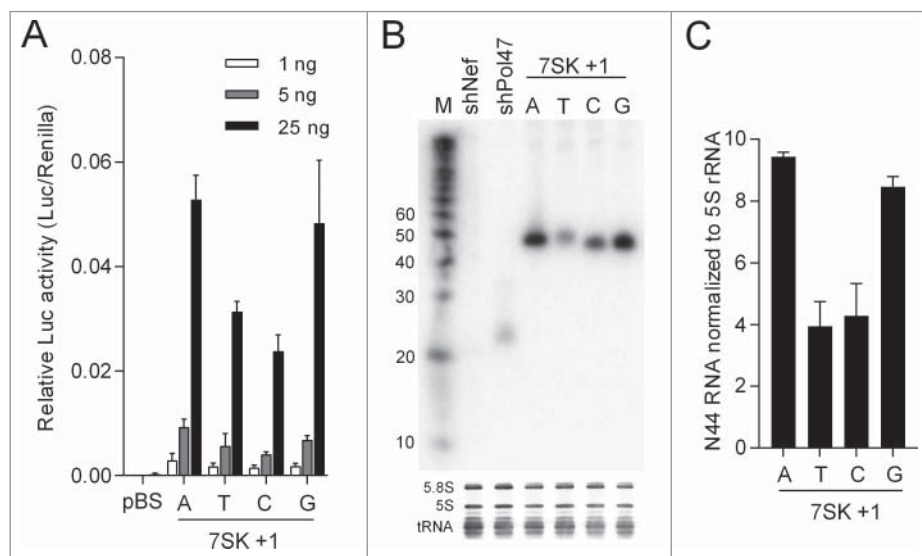 A
Relative Luc activity (Luc/Renilla)
0.08
0.06
0.04
0.02
0.00
1 ng
5 ng
25 ng
pBS A T C G
7SK +1
B
M shNef shPol47 7SK +1
A T C G
60
50
40
30
20
10
5.8S
5S
tRNA
C
N44 RNA normalized to 5S rRNA
10
8
6
4
2
0
A T C G
7SK +1